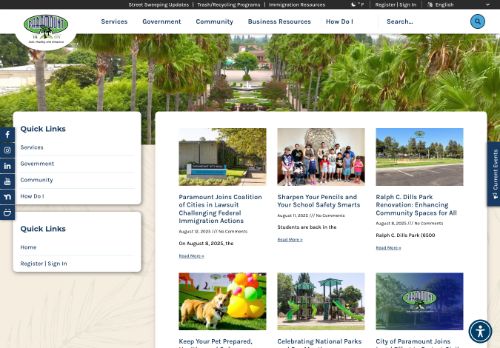 Street Sweeping Updates | Trash/Recycling Programs | Immigration Resources
°F
Register | Sign In
English
PARAMOUNT
Services
Government
Community
Business Resources
How Do I
Search...
Quick Links
Services
Government
Community
How Do I
Quick Links
Home
Register | Sign In
Paramount Joins Coalition
of Cities in Lawsuit
Challenging Federal
Immigration Actions
August 12, 2025 /// No Comments
On August 8, 2025, the
Read More »
Sharpen Your Pencils and
Your School Safety Smarts
August 11, 2025 /// No Comments
Students are back in the
Read More »
Ralph C. Dills Park
Renovation: Enhancing
Community Spaces for All
August 8, 2025 /// No Comments
Ralph C. Dills Park (6500
Read More »
Keep Your Pet Prepared,
Celebrating National Parks
City of Paramount Joins
Current Events